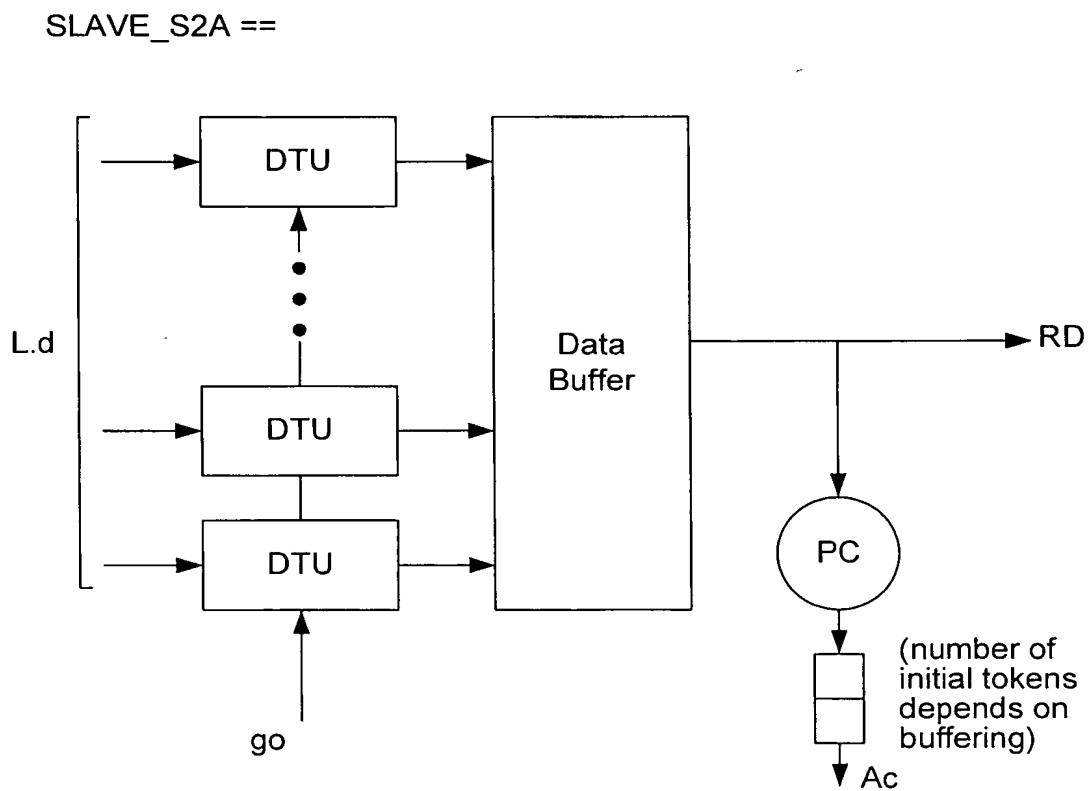 SLAVE_S2A ==
DTU
L.d
DTU
DTU
go
Data
Buffer
RD
PC
(number of
initial tokens
depends on
buffering)
Ac